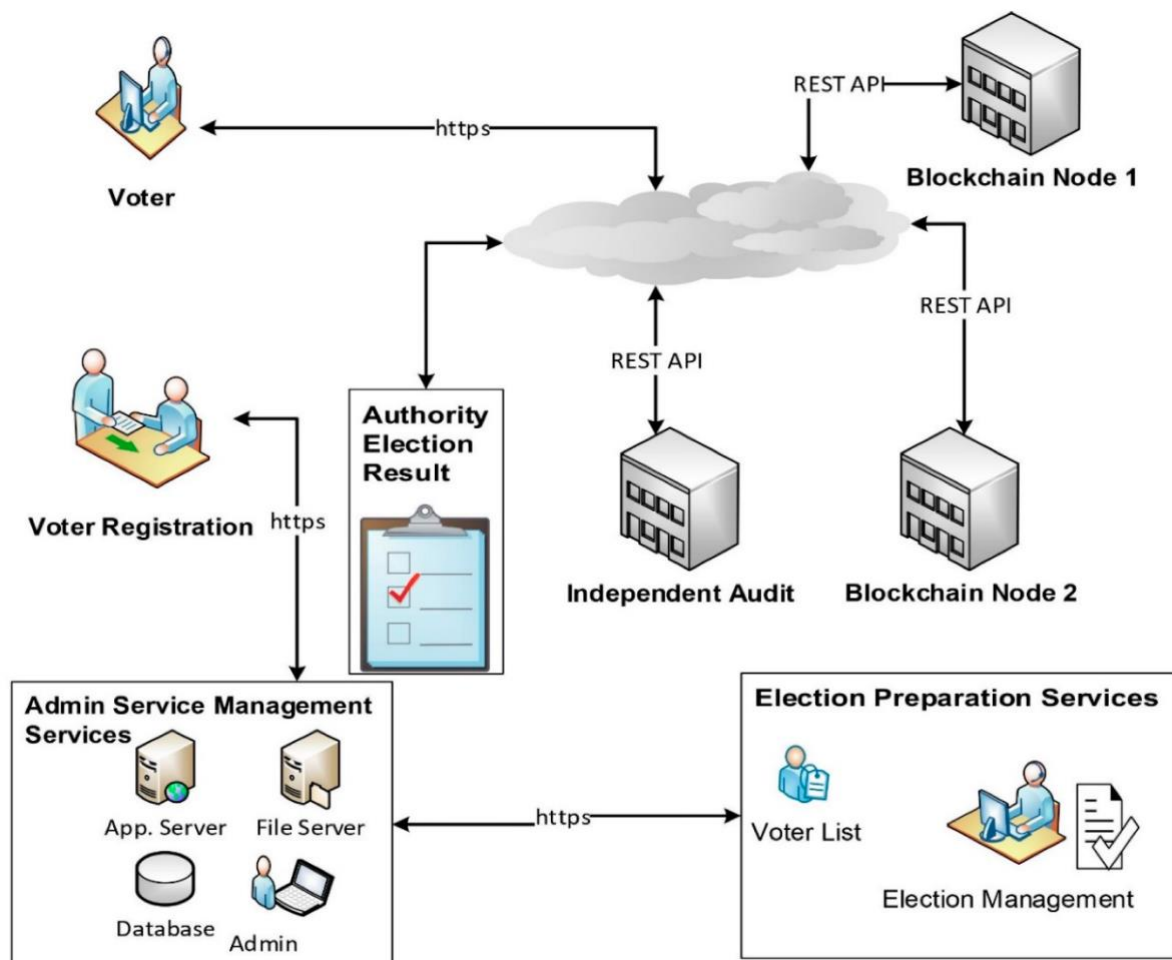 REST API
Blockchain Node 1
https
Voter
REST API
REST API
Authority
Election
Result
Voter Registration
https
Independent Audit
Blockchain Node 2
Admin Service Management
Services
App. Server
File Server
Database
Admin
https
Election Preparation Services
Voter List
Election Management